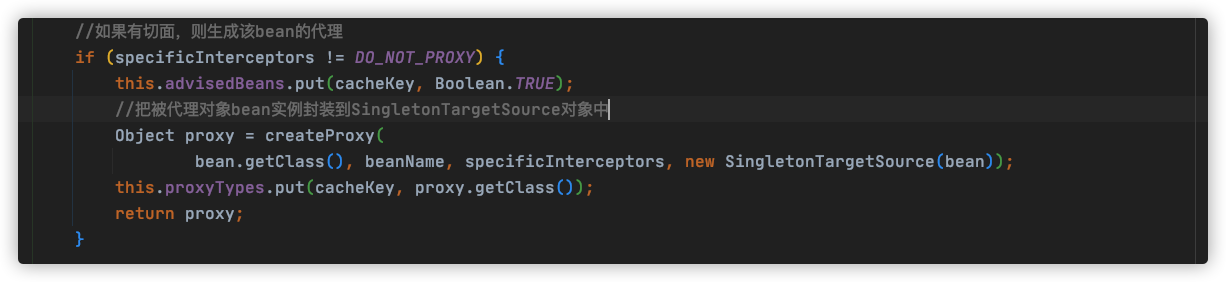 //如果有切面，则生成该bean的代理
if (specificInterceptors != DO_NOT_PROXY) {
this.advisedBeans.put(cacheKey, Boolean.TRUE);
//把被代理对象bean实例封装到SingletonTargetSource对象中
Object proxy = createProxy(
bean.getClass(), beanName, specificInterceptors, new SingletonTargetSource(bean));
this.proxyTypes.put(cacheKey, proxy.getClass());
return proxy;
}